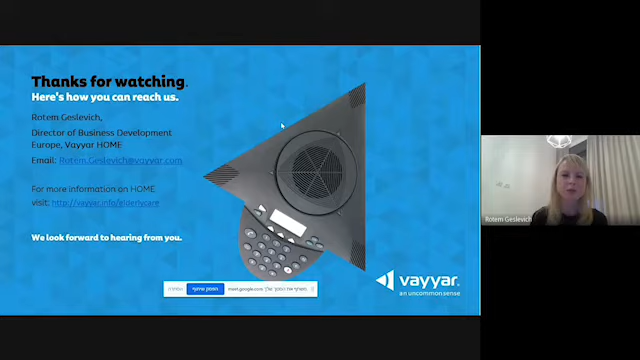 Thanks for watching.
Here's how you can reach us.
Rotem Geslevich,
Director of Business Development
Europe, Vayyar HOME
Email: Rotem.Geslevich@vayyar.com
For more information on HOME
visit: http://vayyar.info/elderlycare
We look forward to hearing from you.
vayyar
an uncommon sense
meet.google.com
Rotem Geslevich